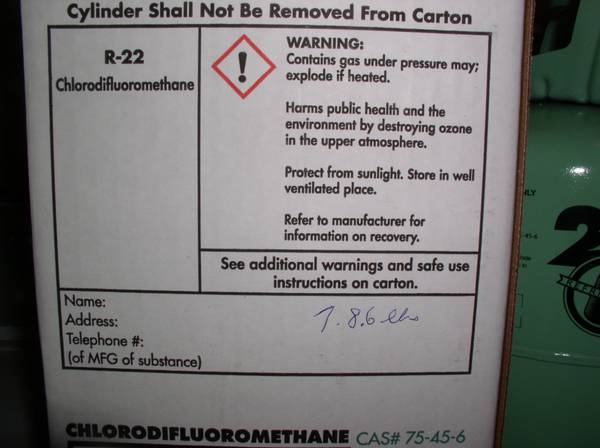 Cylinder Shall Not Be Removed From Carton
R-22
Chlorodifluoromethane
WARNING:
Contains gas under pressure may;
explode if heated.
Harms public health and the
environment by destroying ozone
in the upper atmosphere.
Protect from sunlight. Store in well
ventilated place.
Refer to manufacturer for
information on recovery.
See additional warnings and safe use
instructions on carton.
Name:
Address:
Telephone #:
(of MFG of substance)
8.6
CHLORODIFLUOROMETHANE CAS# 75-45-6
2